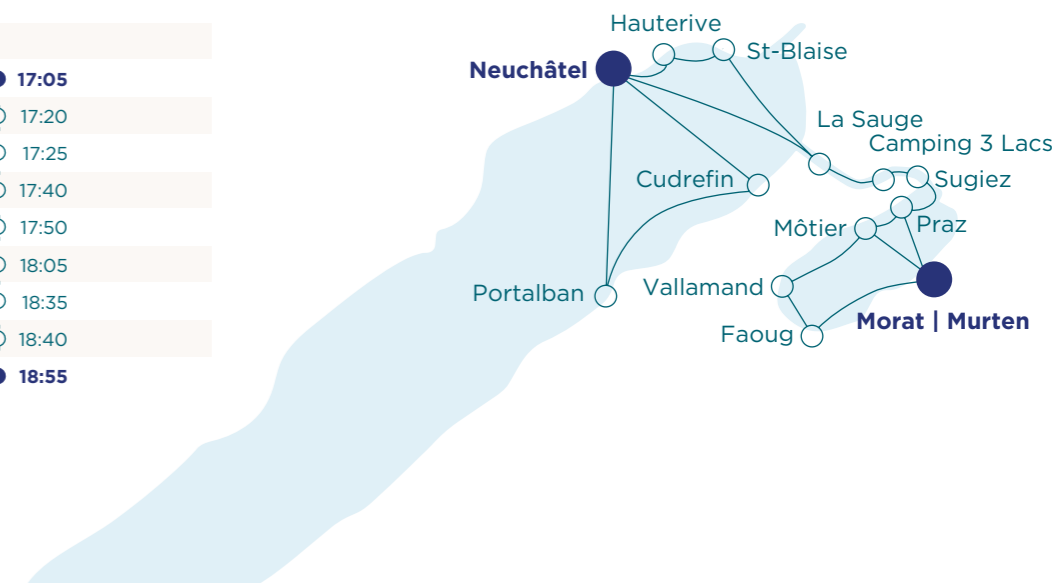 17:05
17:20
17:25
17:40
17:50
18:05
18:35
18:40
18:55
Hauterive
St-Blaise
Neuchâtel
La Sauge
Camping 3 Lacs
Cudrefin
Sugiez
Môtier
Praz
Portalban
Vallamand
Morat | Murten
Faoug